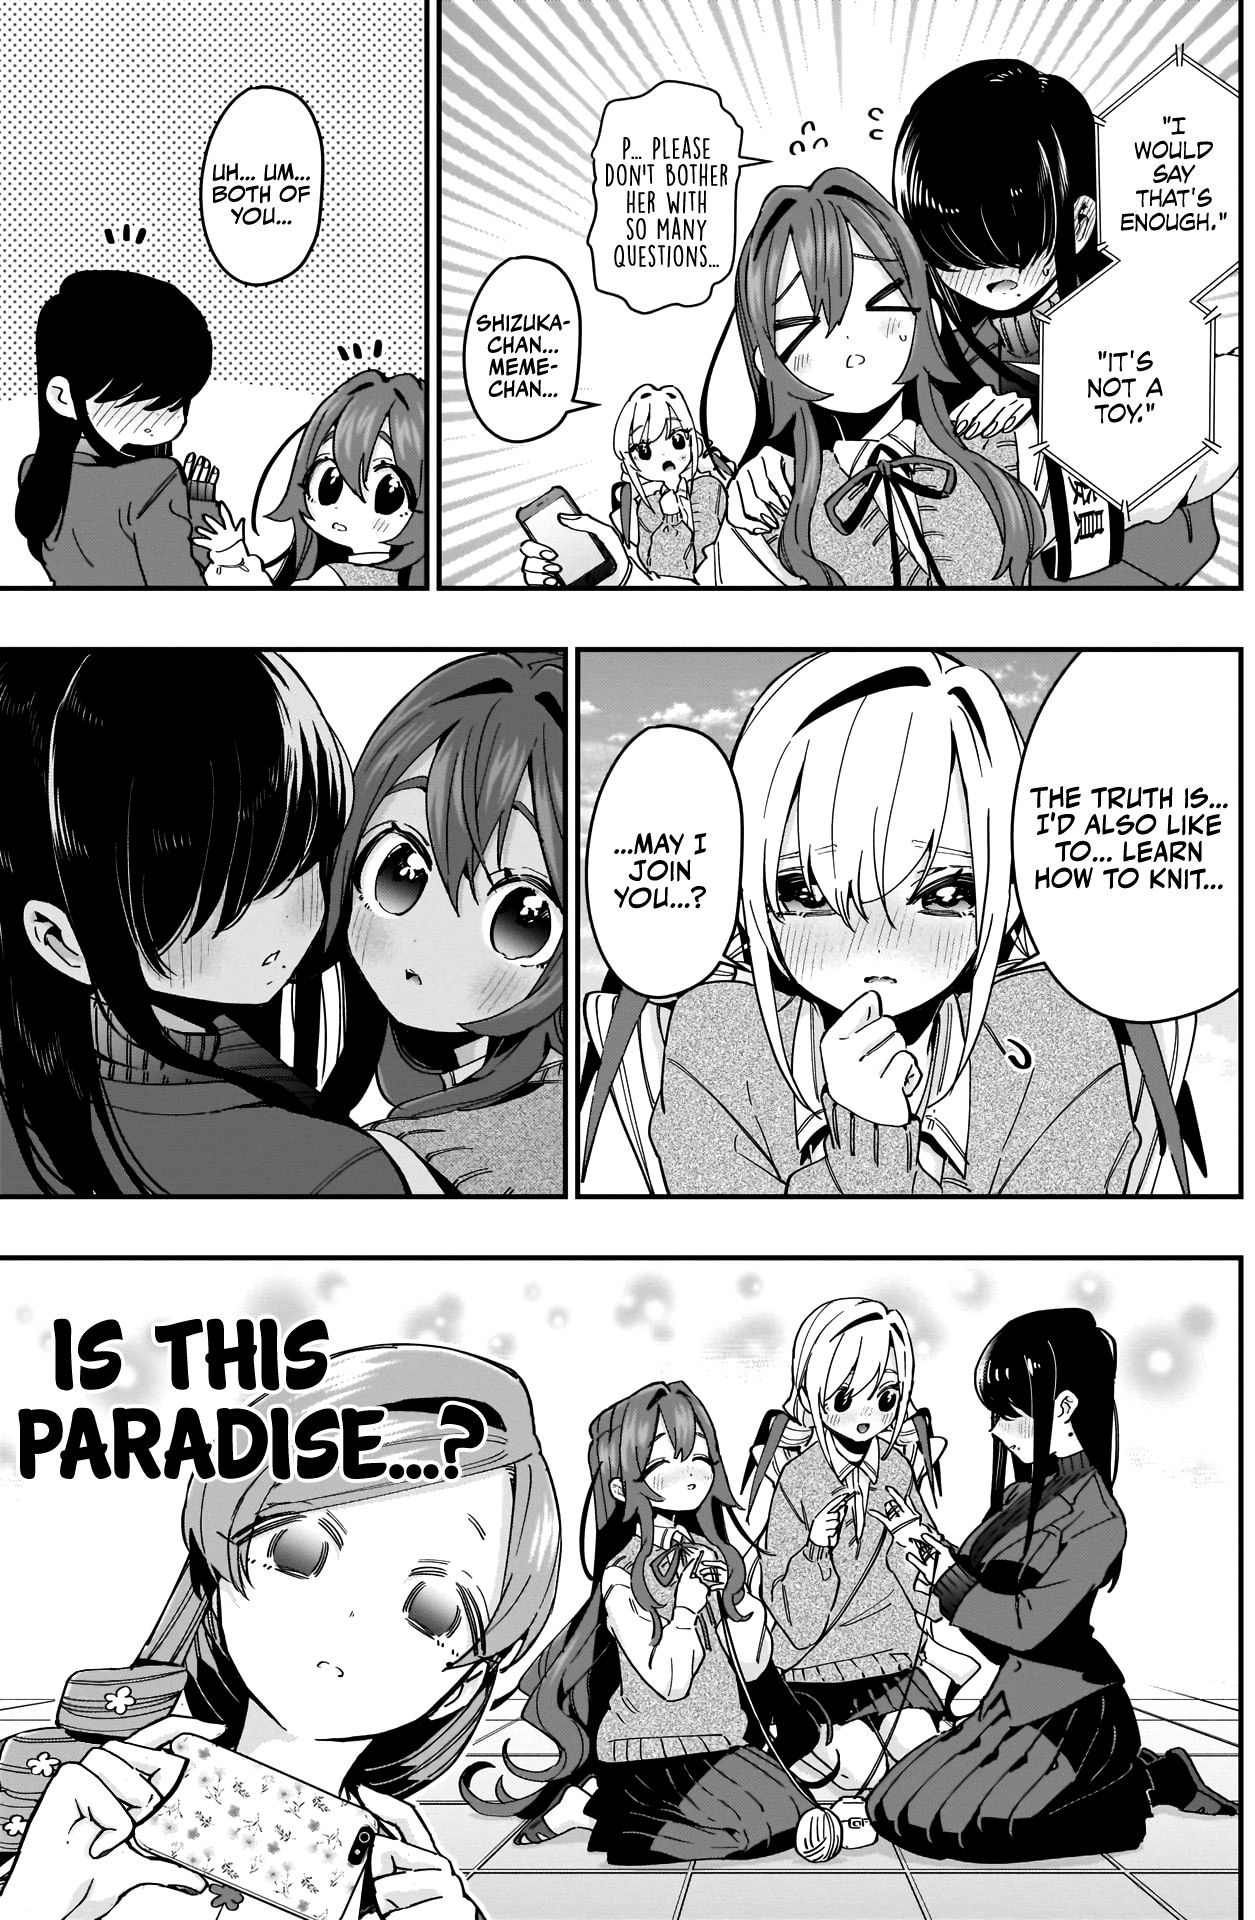 "I
WOULD
SAY
THAT'S
ENOUGH."
"IT'S
NOT A
TOY."
P... PLEASE
DON'T BOTHER
HER WITH
SO MANY
QUESTIONS...
SHIZUKA-
CHAN...
MEME-
CHAN...
UH... UM...
BOTH OF
YOU...
THE TRUTH IS...
I'D ALSO LIKE
TO... LEARN
HOW TO KNIT...
...MAY I
JOIN
YOU...?
IS THIS
PARADISE...?